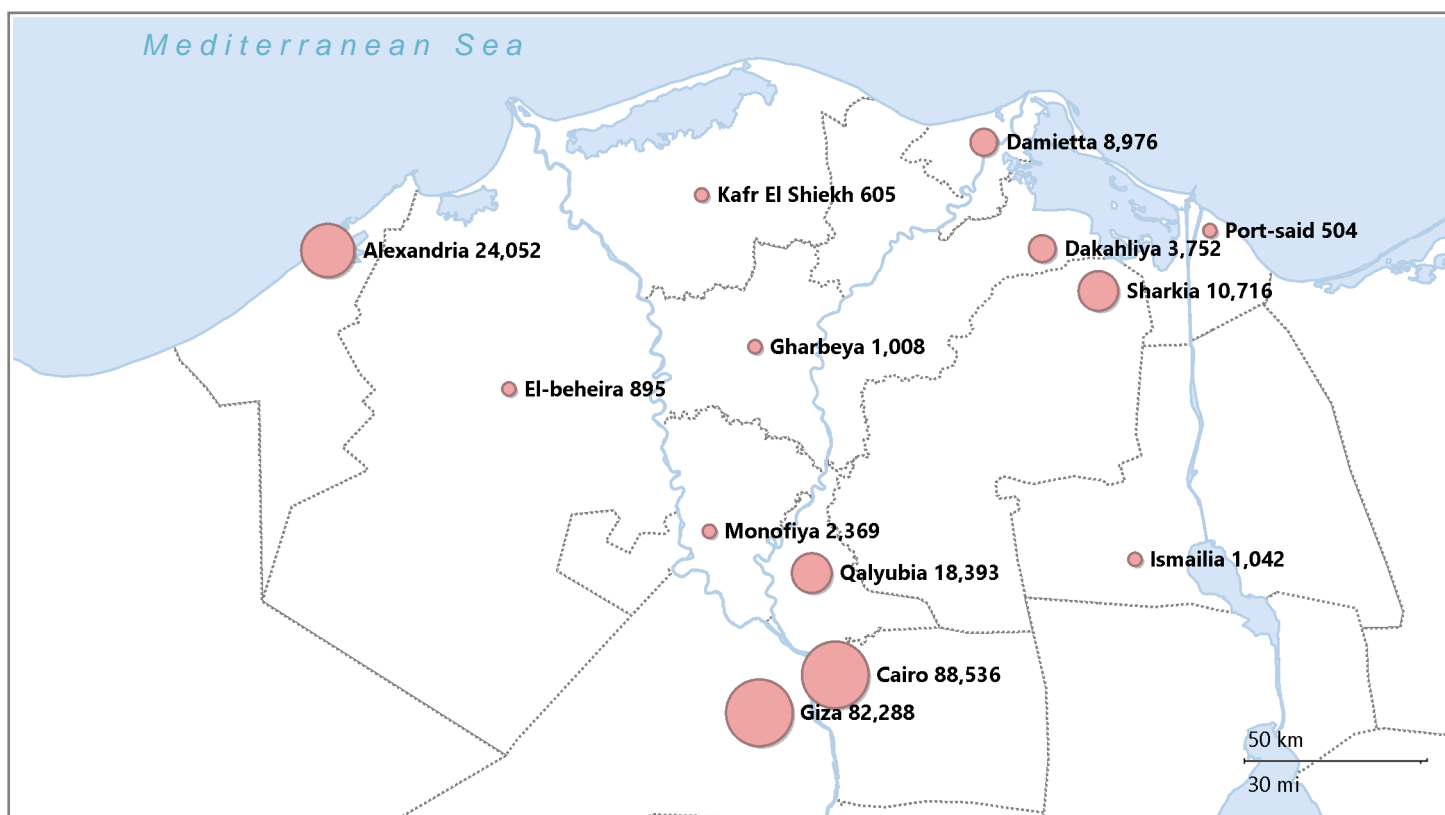 Mediterranean Sea
Damietta 8,976
Kafr El Shiekh 605
Port-said 504
Alexandria 24,052
Dakahliya 3,752
Sharkia 10,716
Gharbeya 1,008
El-beheira 895
Monofiya 2,369
Ismailia 1,042
Qalyubia 18,393
Cairo 88,536
Giza 82,288
50 km
30 mi